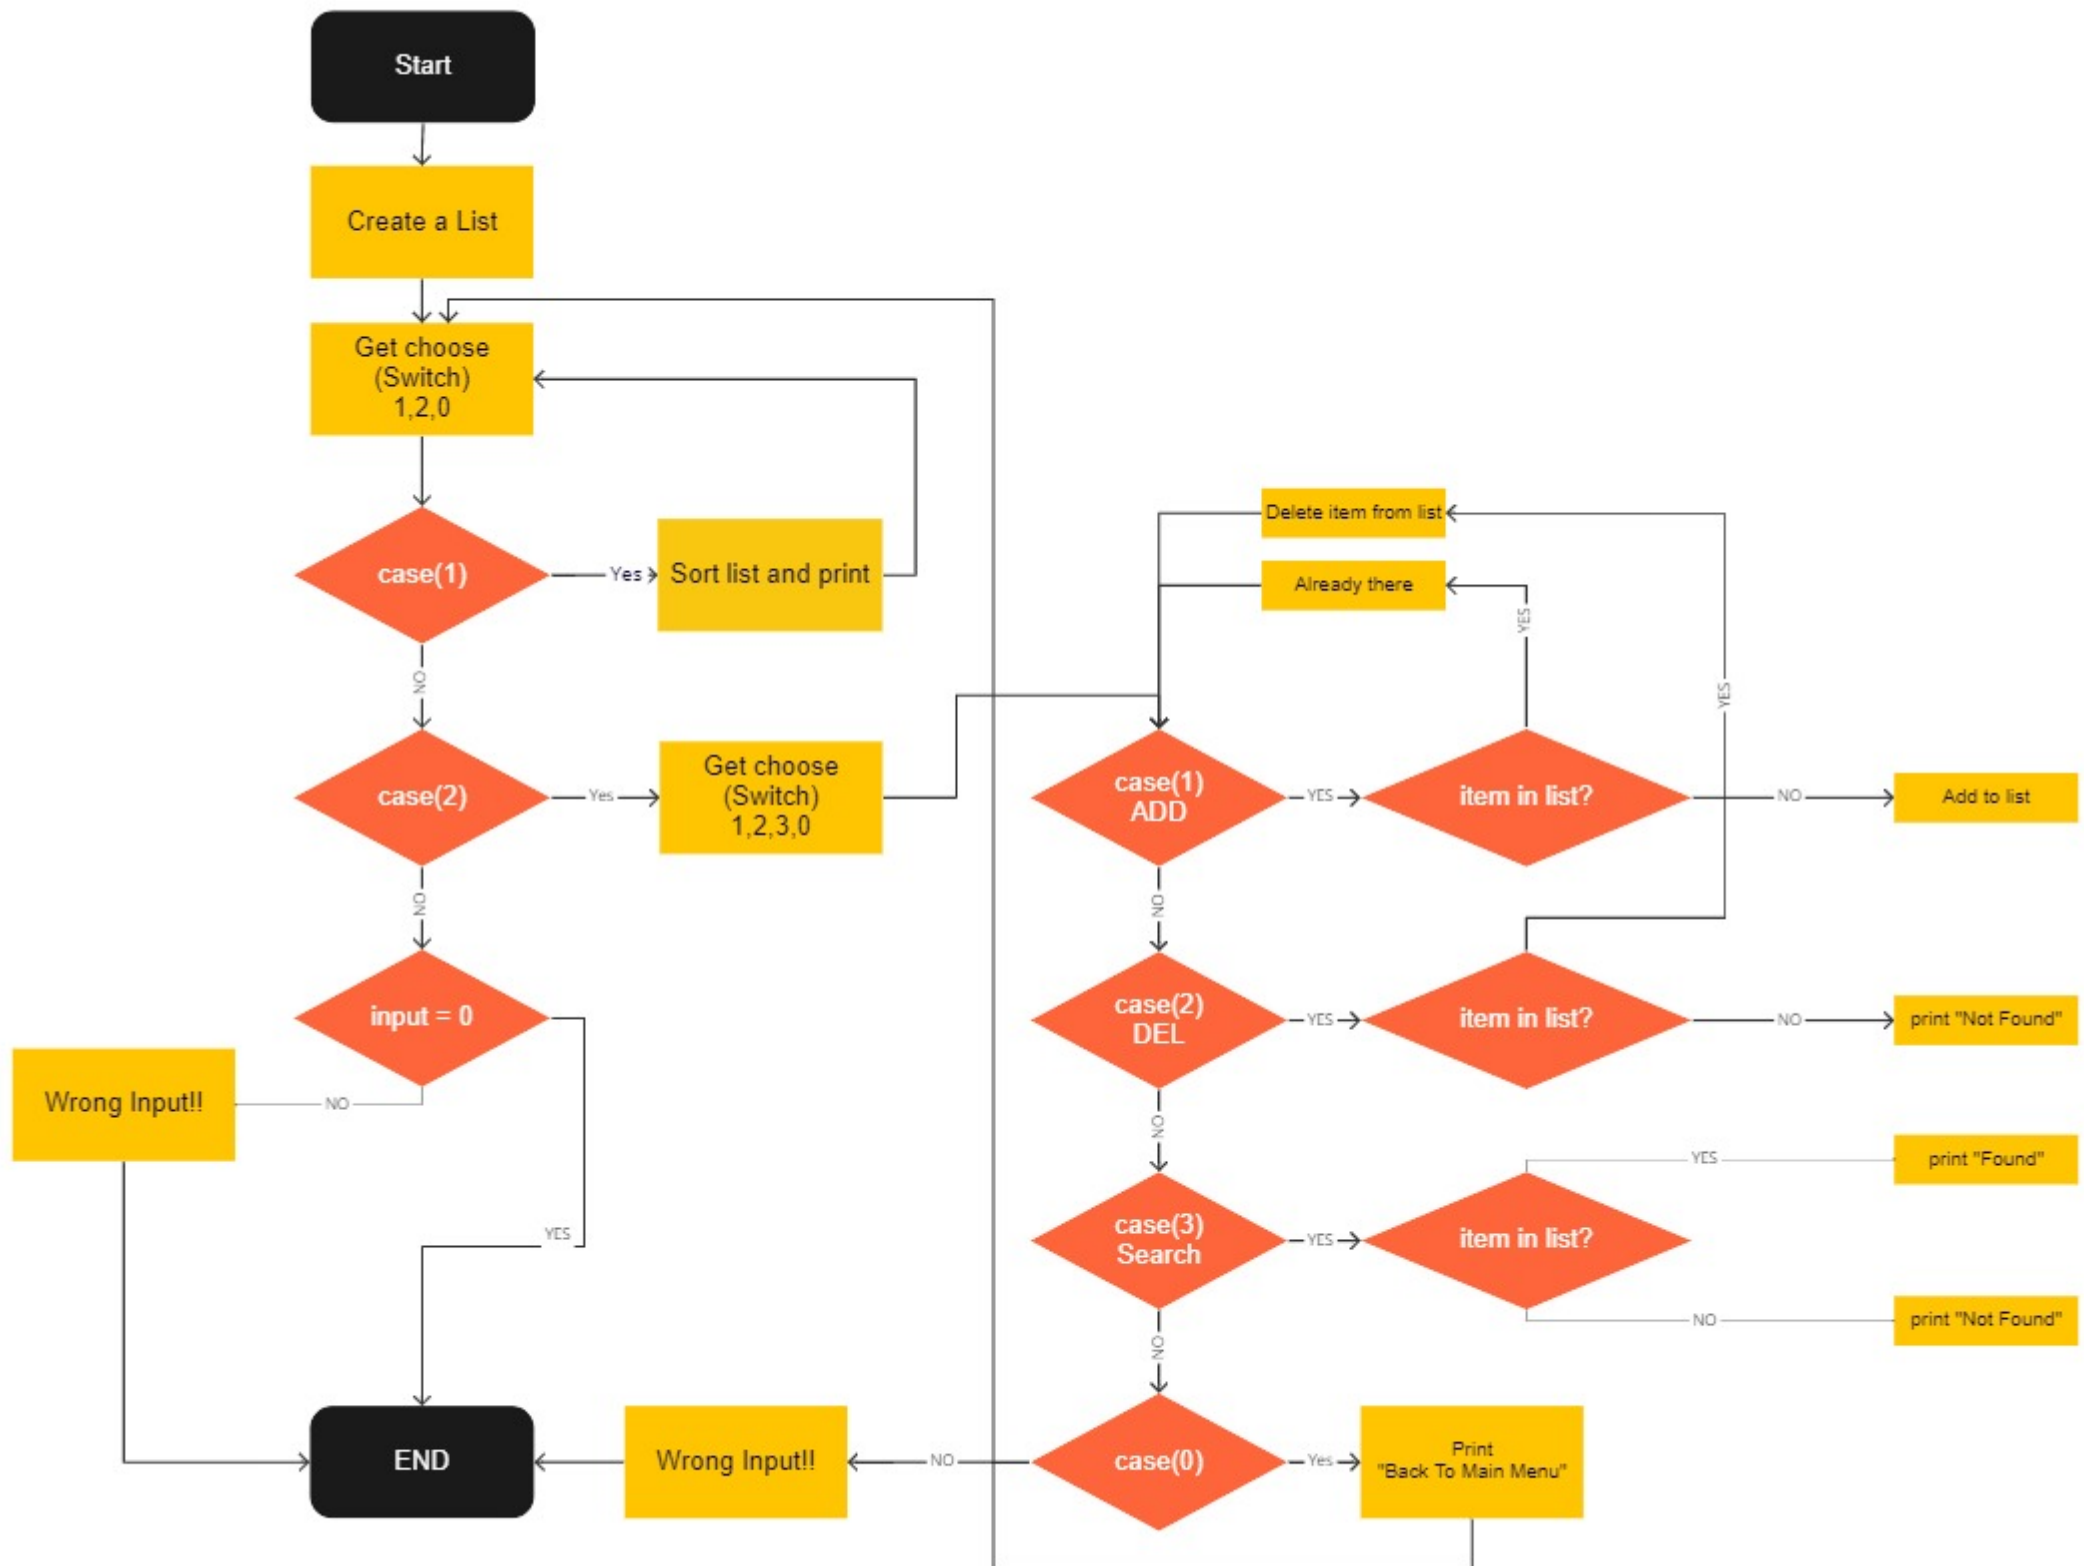 Start
Create a List
Get choose
(Switch)
1,2,0
case(1)
Yes
Sort list and print
NO
case(2)
Yes
Get choose
(Switch)
1,2,3,0
NO
input = 0
NO
Wrong Input!!
YES
END
Delete item from list
Already there
YES
YES
case(1)
ADD
YES
item in list?
NO
Add to list
NO
case(2)
DEL
YES
item in list?
NO
print "Not Found"
NO
case(3)
Search
YES
item in list?
YES
print "Found"
NO
print "Not Found"
NO
case(0)
Yes
Print
"Back To Main Menu"
NO
Wrong Input!!